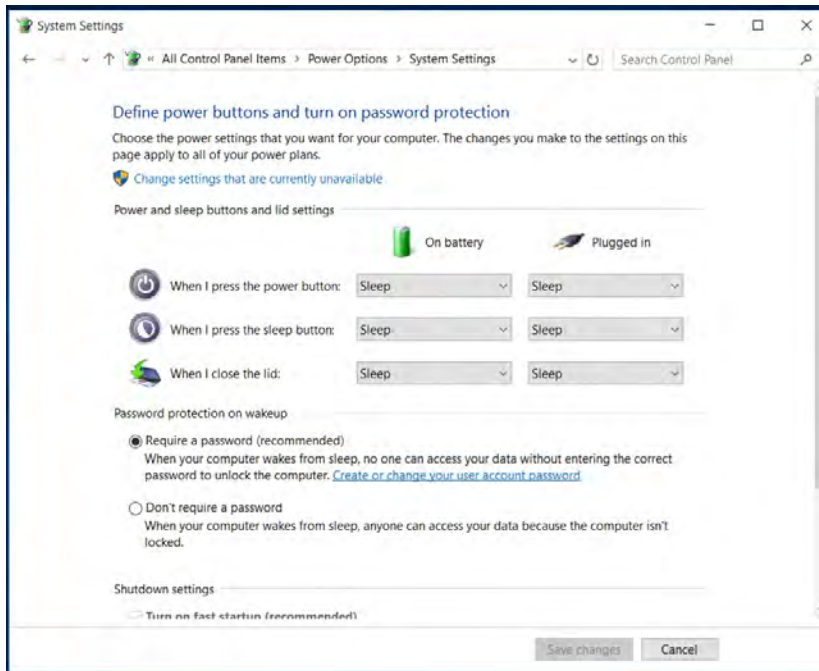 System Settings
« All Control Panel Items > Power Options > System Settings
Search Control Panel
Define power buttons and turn on password protection
Choose the power settings that you want for your computer. The changes you make to the settings on this
page apply to all of your power plans.
Change settings that are currently unavailable
Power and sleep buttons and lid settings
On battery Plugged in
When I press the power button: Sleep Sleep
When I press the sleep button: Sleep Sleep
When I close the lid: Sleep Sleep
Password protection on wakeup
Require a password (recommended)
When your computer wakes from sleep, no one can access your data without entering the correct
password to unlock the computer. Create or change your user account password
Don't require a password
When your computer wakes from sleep, anyone can access your data because the computer isn't
locked.
Shutdown settings
Turn on fast startup (recommended)
Save changes Cancel